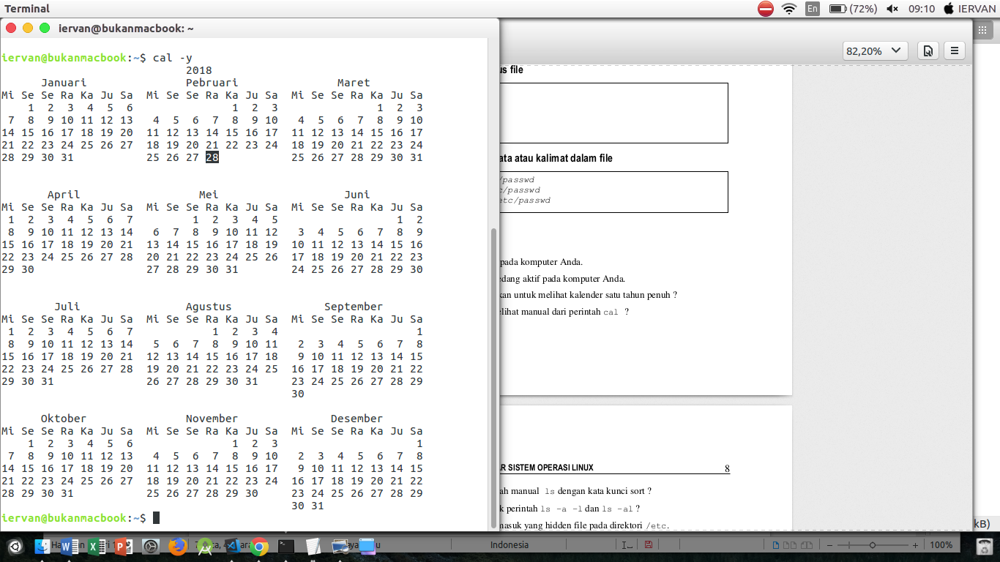 Terminal
En (72%) 09:10 IERVAN
iervan@bukanmacbook: ~
iervan@bukanmacbook:~$ cal -y
2018
Januari Pebruari Maret
Mi Se Se Ra Ka Ju Sa Mi Se Se Ra Ka Ju Sa Mi Se Se Ra Ka Ju Sa
1 2 3 4 5 6 1 2 3 1 2 3
7 8 9 10 11 12 13 4 5 6 7 8 9 10 4 5 6 7 8 9 10
14 15 16 17 18 19 20 11 12 13 14 15 16 17 11 12 13 14 15 16 17
21 22 23 24 25 26 27 18 19 20 21 22 23 24 18 19 20 21 22 23 24
28 29 30 31 25 26 27 28 25 26 27 28 29 30 31
April Mei Juni
Mi Se Se Ra Ka Ju Sa Mi Se Se Ra Ka Ju Sa Mi Se Se Ra Ka Ju Sa
1 2 3 4 5 6 7 1 2 3 4 5 1 2
8 9 10 11 12 13 14 6 7 8 9 10 11 12 3 4 5 6 7 8 9
15 16 17 18 19 20 21 13 14 15 16 17 18 19 10 11 12 13 14 15 16
22 23 24 25 26 27 28 20 21 22 23 24 25 26 17 18 19 20 21 22 23
29 30 27 28 29 30 31 24 25 26 27 28 29 30
Juli Agustus September
Mi Se Se Ra Ka Ju Sa Mi Se Se Ra Ka Ju Sa Mi Se Se Ra Ka Ju Sa
1 2 3 4 5 6 7 1 2 3 4 1
8 9 10 11 12 13 14 5 6 7 8 9 10 11 2 3 4 5 6 7 8
15 16 17 18 19 20 21 12 13 14 15 16 17 18 9 10 11 12 13 14 15
22 23 24 25 26 27 28 19 20 21 22 23 24 25 16 17 18 19 20 21 22
29 30 31 26 27 28 29 30 31 23 24 25 26 27 28 29
30
Oktober November Desember
Mi Se Se Ra Ka Ju Sa Mi Se Se Ra Ka Ju Sa Mi Se Se Ra Ka Ju Sa
1 2 3 4 5 6 1 2 3 1
7 8 9 10 11 12 13 4 5 6 7 8 9 10 2 3 4 5 6 7 8
14 15 16 17 18 19 20 11 12 13 14 15 16 17 9 10 11 12 13 14 15
21 22 23 24 25 26 27 18 19 20 21 22 23 24 16 17 18 19 20 21 22
28 29 30 31 25 26 27 28 29 30 23 24 25 26 27 28 29
30 31
iervan@bukanmacbook:~$
82,20%
us file
ata atau kalimat dalam file
/passwd
c/passwd
etc/passwd
pada komputer Anda.
edang aktif pada komputer Anda.
kan untuk melihat kalender satu tahun penuh ?
elihat manual dari perintah cal ?
AR SISTEM OPERASI LINUX 8
ah manual ls dengan kata kunci sort ?
k perintah ls -a -l dan ls -al ?
masuk yang hidden file pada direktori /etc.
kB)
Indonesia
100%